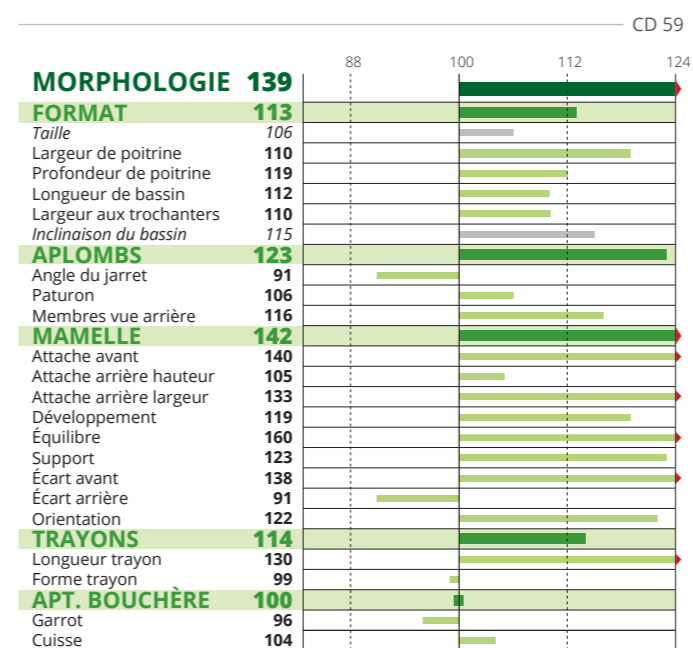 CD 59
88 100 112 124
MORPHOLOGIE 139
FORMAT 113
Taille 106
Largeur de poitrine 110
Profondeur de poitrine 119
Longueur de bassin 112
Largeur aux trochanters 110
Inclinaison du bassin 115
APLOMBS 123
Angle du jarret 91
Paturon 106
Membres vue arrière 116
MAMELLE 142
Attache avant 140
Attache arrière hauteur 105
Attache arrière largeur 133
Développement 119
Équilibre 160
Support 123
Écart avant 138
Écart arrière 91
Orientation 122
TRAYONS 114
Longueur trayon 130
Forme trayon 99
APT. BOUCHÈRE 100
Garrot 96
Cuisse 104